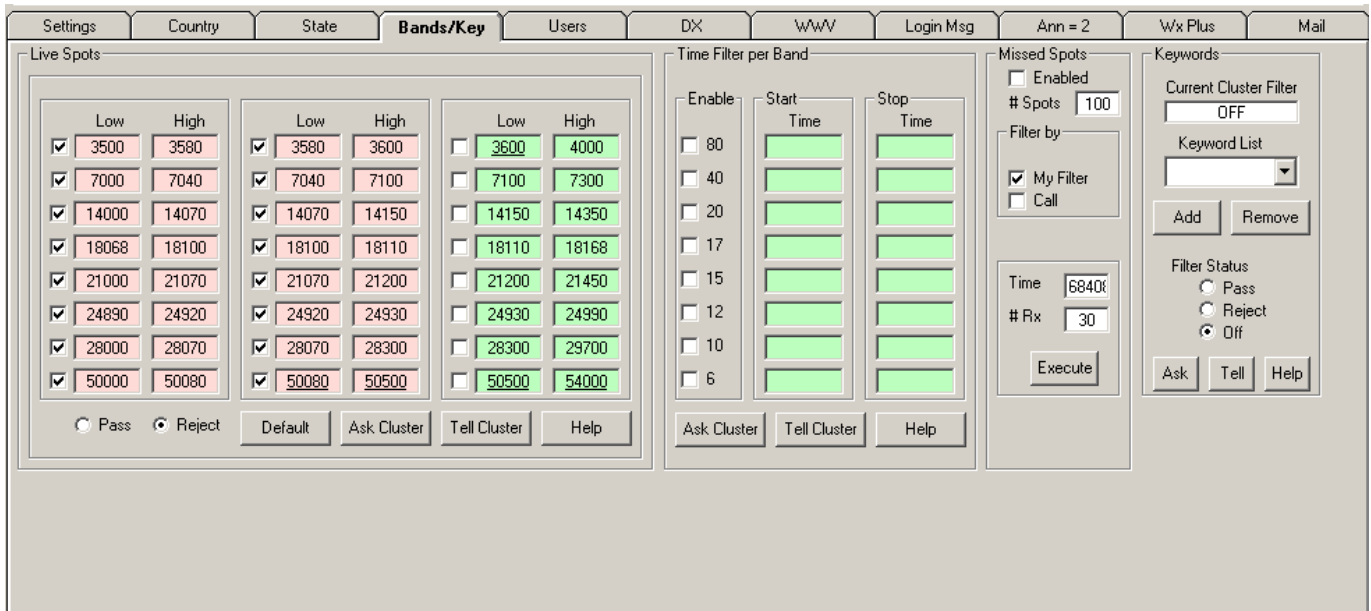 Settings Country State Bands/Key Users DX WWV Login Msg Ann = 2 Wx Plus Mail
Live Spots
Low High Low High Low High
3500 3580 3580 3600 3600 4000
7000 7040 7040 7100 7100 7300
14000 14070 14070 14150 14150 14350
18068 18100 18100 18110 18110 18168
21000 21070 21070 21200 21200 21450
24890 24920 24920 24930 24930 24990
28000 28070 28070 28300 28300 29700
50000 50080 50080 50500 50500 54000
Pass Reject Default Ask Cluster Tell Cluster Help
Time Filter per Band
Enable Start Stop
Time Time
80
40
20
17
15
12
10
6
Ask Cluster Tell Cluster Help
Missed Spots
Enabled
# Spots 100
Filter by
My Filter
Call
Time 68408
# Rx 30
Execute
Keywords
Current Cluster Filter
OFF
Keyword List
Add Remove
Filter Status
Pass
Reject
Off
Ask Tell Help